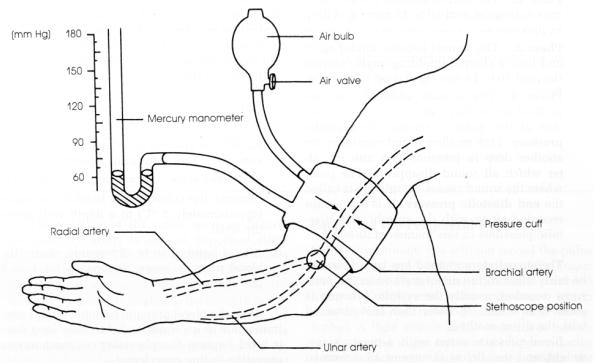 (mm Hg) 180
150
120
90
60
Air bulb
Air valve
Mercury manometer
Radial artery
Pressure cuff
Brachial artery
Stethoscope position
Ulnar artery